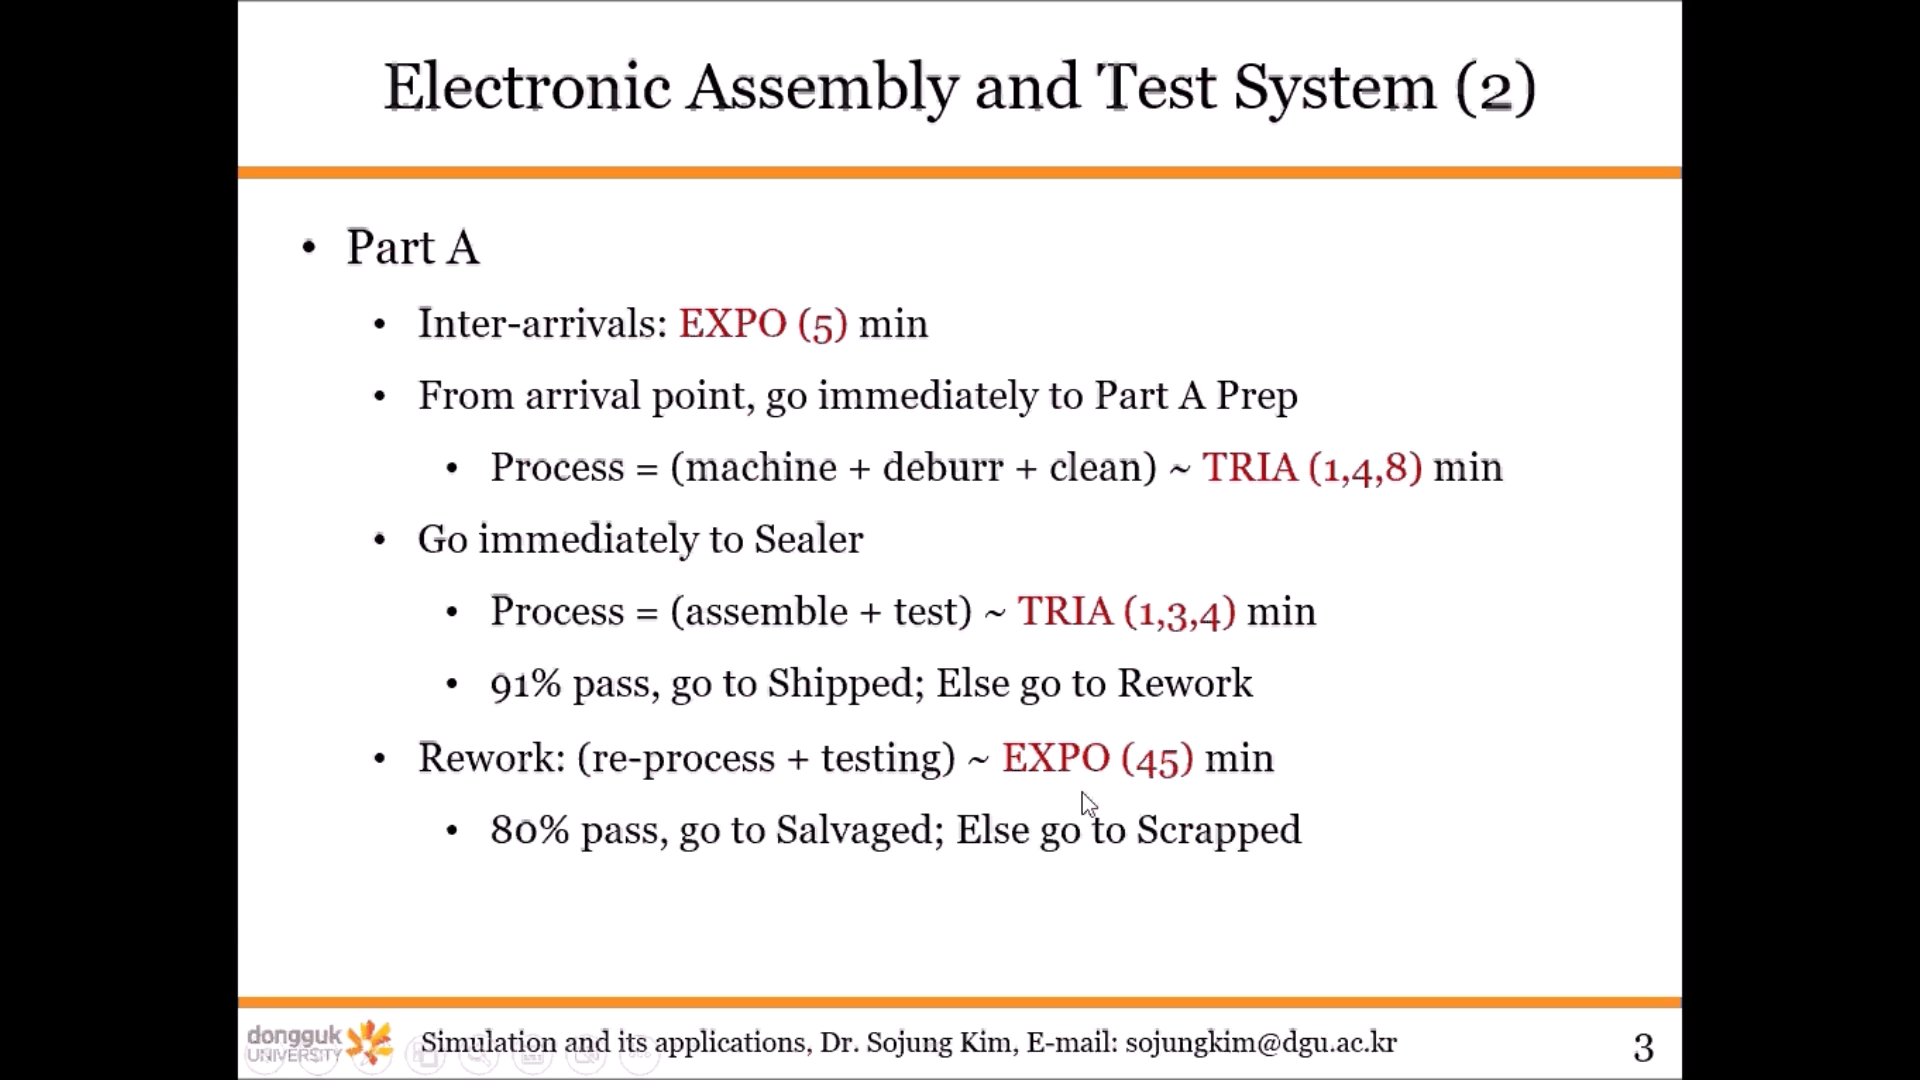 Electronic Assembly and Test System (2)
• Part A
• Inter-arrivals: EXPO (5) min
• From arrival point, go immediately to Part A Prep
• Process = (machine + deburr + clean) ~ TRIA (1,4,8) min
• Go immediately to Sealer
• Process = (assemble + test) ~ TRIA (1,3,4) min
• 91% pass, go to Shipped; Else go to Rework
• Rework: (re-process + testing) ~ EXPO (45) min
• 80% pass, go to Salvaged; Else go to Scrapped
dongguk
UNIVERSITY
Simulation and its applications, Dr. Sojung Kim, E-mail: sojungkim@dgu.ac.kr
3